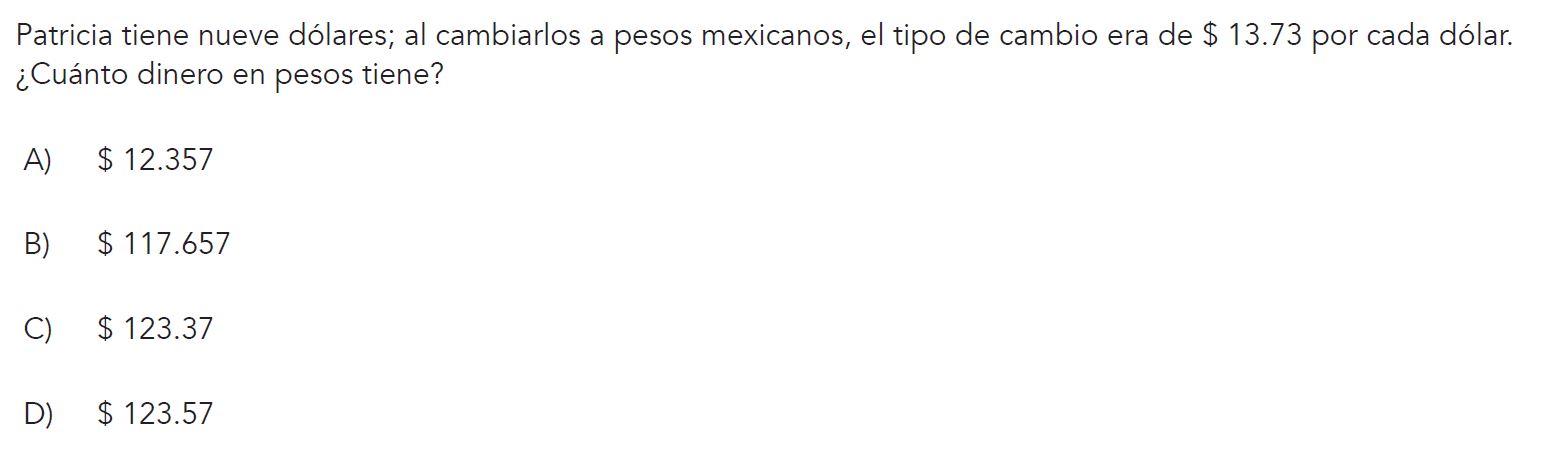 Patricia tiene nueve dólares; al cambiarlos a pesos mexicanos, el tipo de cambio era de $ 13.73 por cada dólar.
¿Cuánto dinero en pesos tiene?
A) $ 12.357
B) $ 117.657
C) $ 123.37
D) $ 123.57